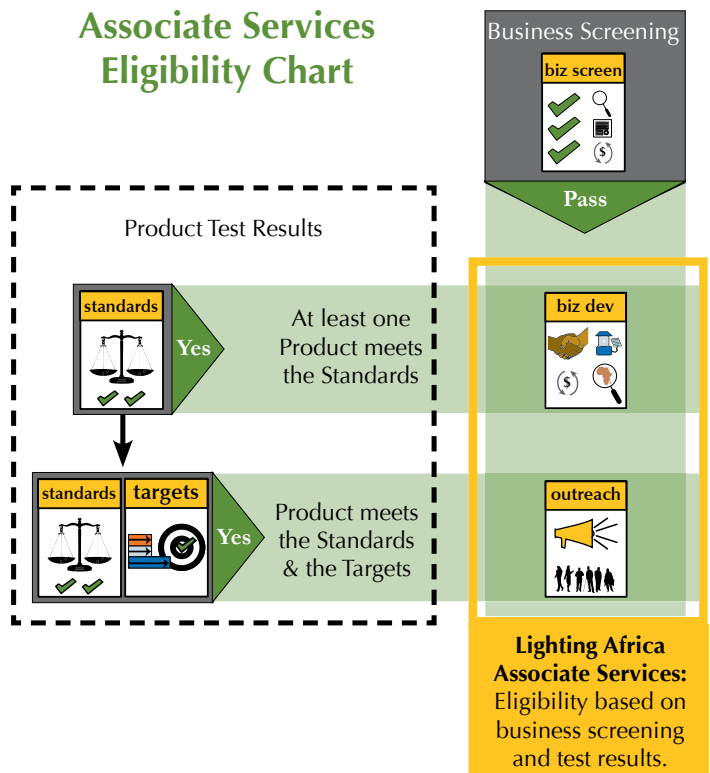 Associate Services
Eligibility Chart
Business Screening
biz screen
$
Pass
Product Test Results
standards
Yes
At least one
Product meets
the Standards
biz dev
$
standards
targets
Yes
Product meets
the Standards
& the Targets
outreach
Lighting Africa
Associate Services:
Eligibility based on
business screening
and test results.